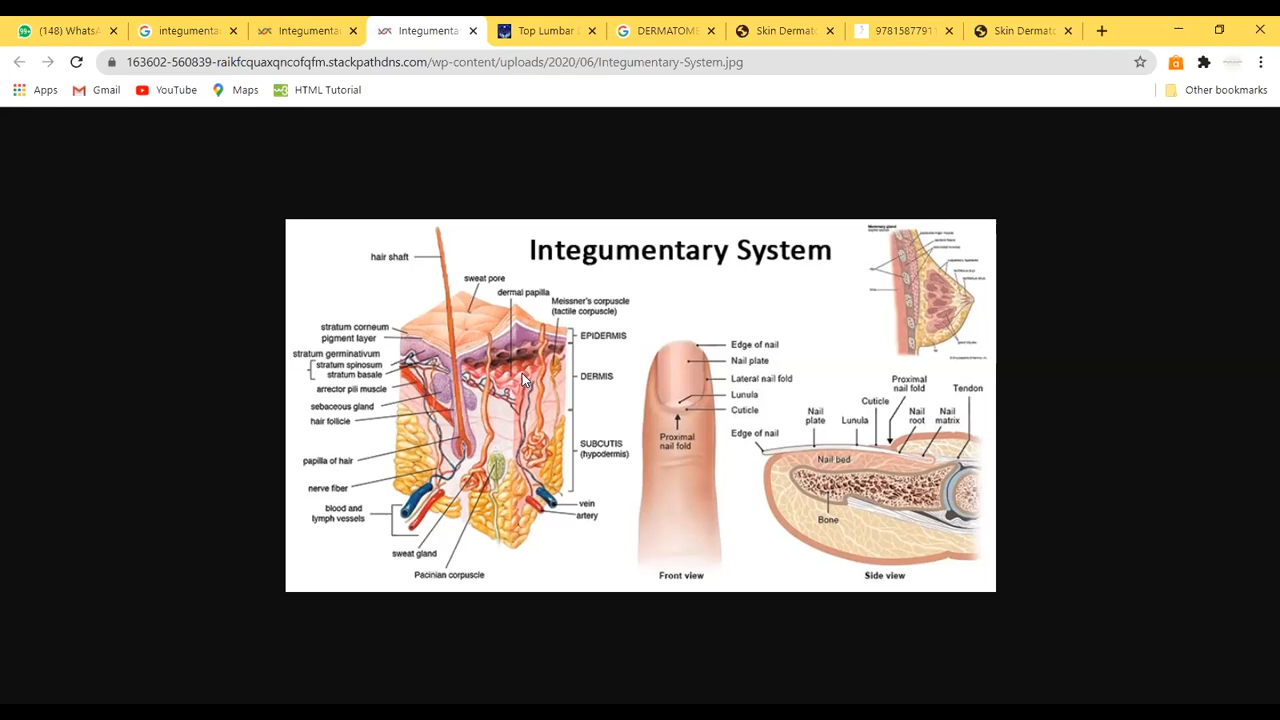 (148) WhatsA
integumenta
Integumenta
Integumenta
Top Lumbar D
DERMATOME
Skin Dermato
9781587791
Skin Dermato
163602-560839-raikfcquaxqncofqfm.stackpathdns.com/wp-content/uploads/2020/06/Integumentary-System.jpg
Apps
Gmail
YouTube
Maps
HTML Tutorial
Other bookmarks
Integumentary System
hair shaft
sweat pore
dermal papilla
Meissner's corpuscle
(tactile corpuscle)
stratum corneum
pigment layer
stratum germinativum
stratum spinosum
stratum basale
arrector pili muscle
sebaceous gland
hair follicle
papilla of hair
nerve fiber
blood and
lymph vessels
sweat gland
Pacinian corpuscle
EPIDERMIS
DERMIS
SUBCUTIS
(hypodermis)
vein
artery
Edge of nail
Nail plate
Lateral nail fold
Lunula
Cuticle
Proximal
nail fold
Front view
Mammary gland
Edge of nail
Nail
plate
Lunula
Cuticle
Proximal
nail fold
Nail
root
Nail
matrix
Tendon
Nail bed
Bone
Side view